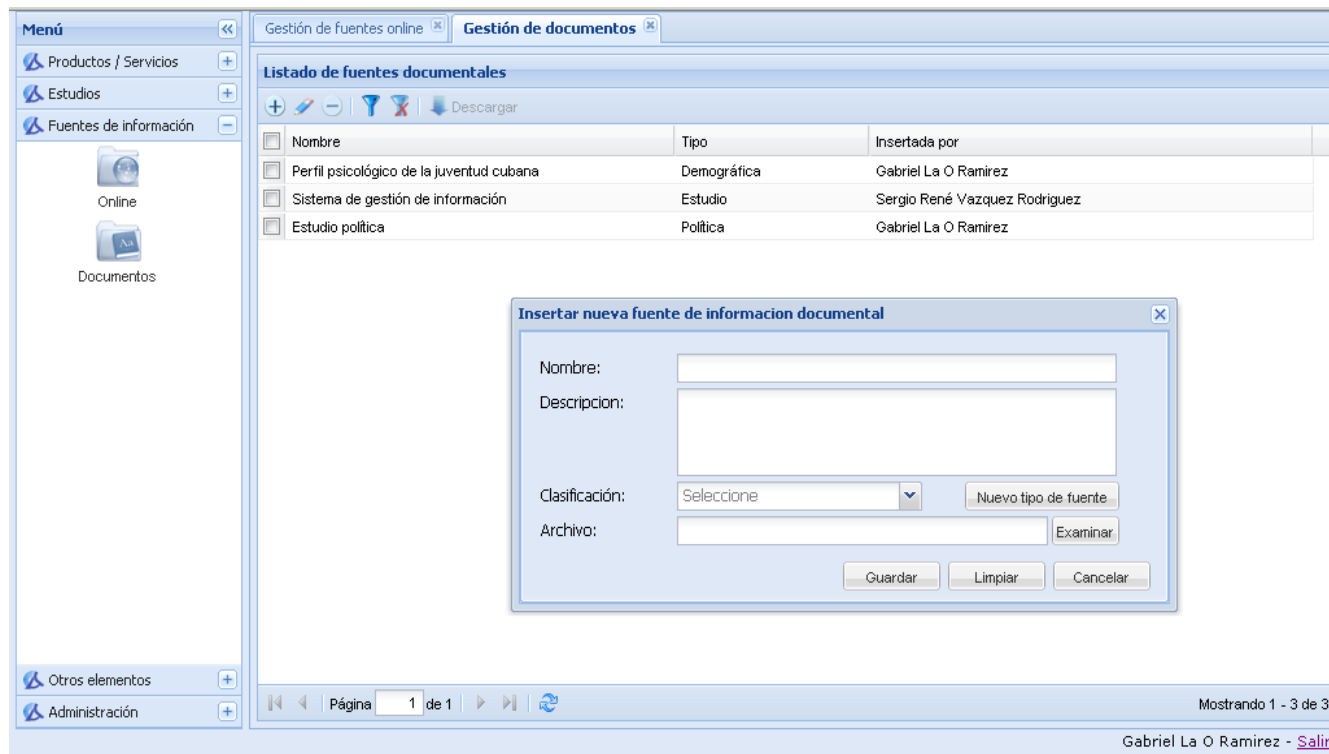 Menú
Productos / Servicios
Estudios
Fuentes de información
Online
Documentos
Otros elementos
Administración
Gestión de fuentes online
Gestión de documentos
Listado de fuentes documentales
Descargar
Nombre Tipo Insertada por
Perfil psicológico de la juventud cubana Demográfica Gabriel La O Ramirez
Sistema de gestión de información Estudio Sergio René Vazquez Rodriguez
Estudio política Política Gabriel La O Ramirez
Insertar nueva fuente de informacion documental
Nombre:
Descripcion:
Clasificación: Seleccione Nuevo tipo de fuente
Archivo: Examinar
Guardar Limpiar Cancelar
Página 1 de 1 Mostrando 1 - 3 de 3
Gabriel La O Ramirez - Salir